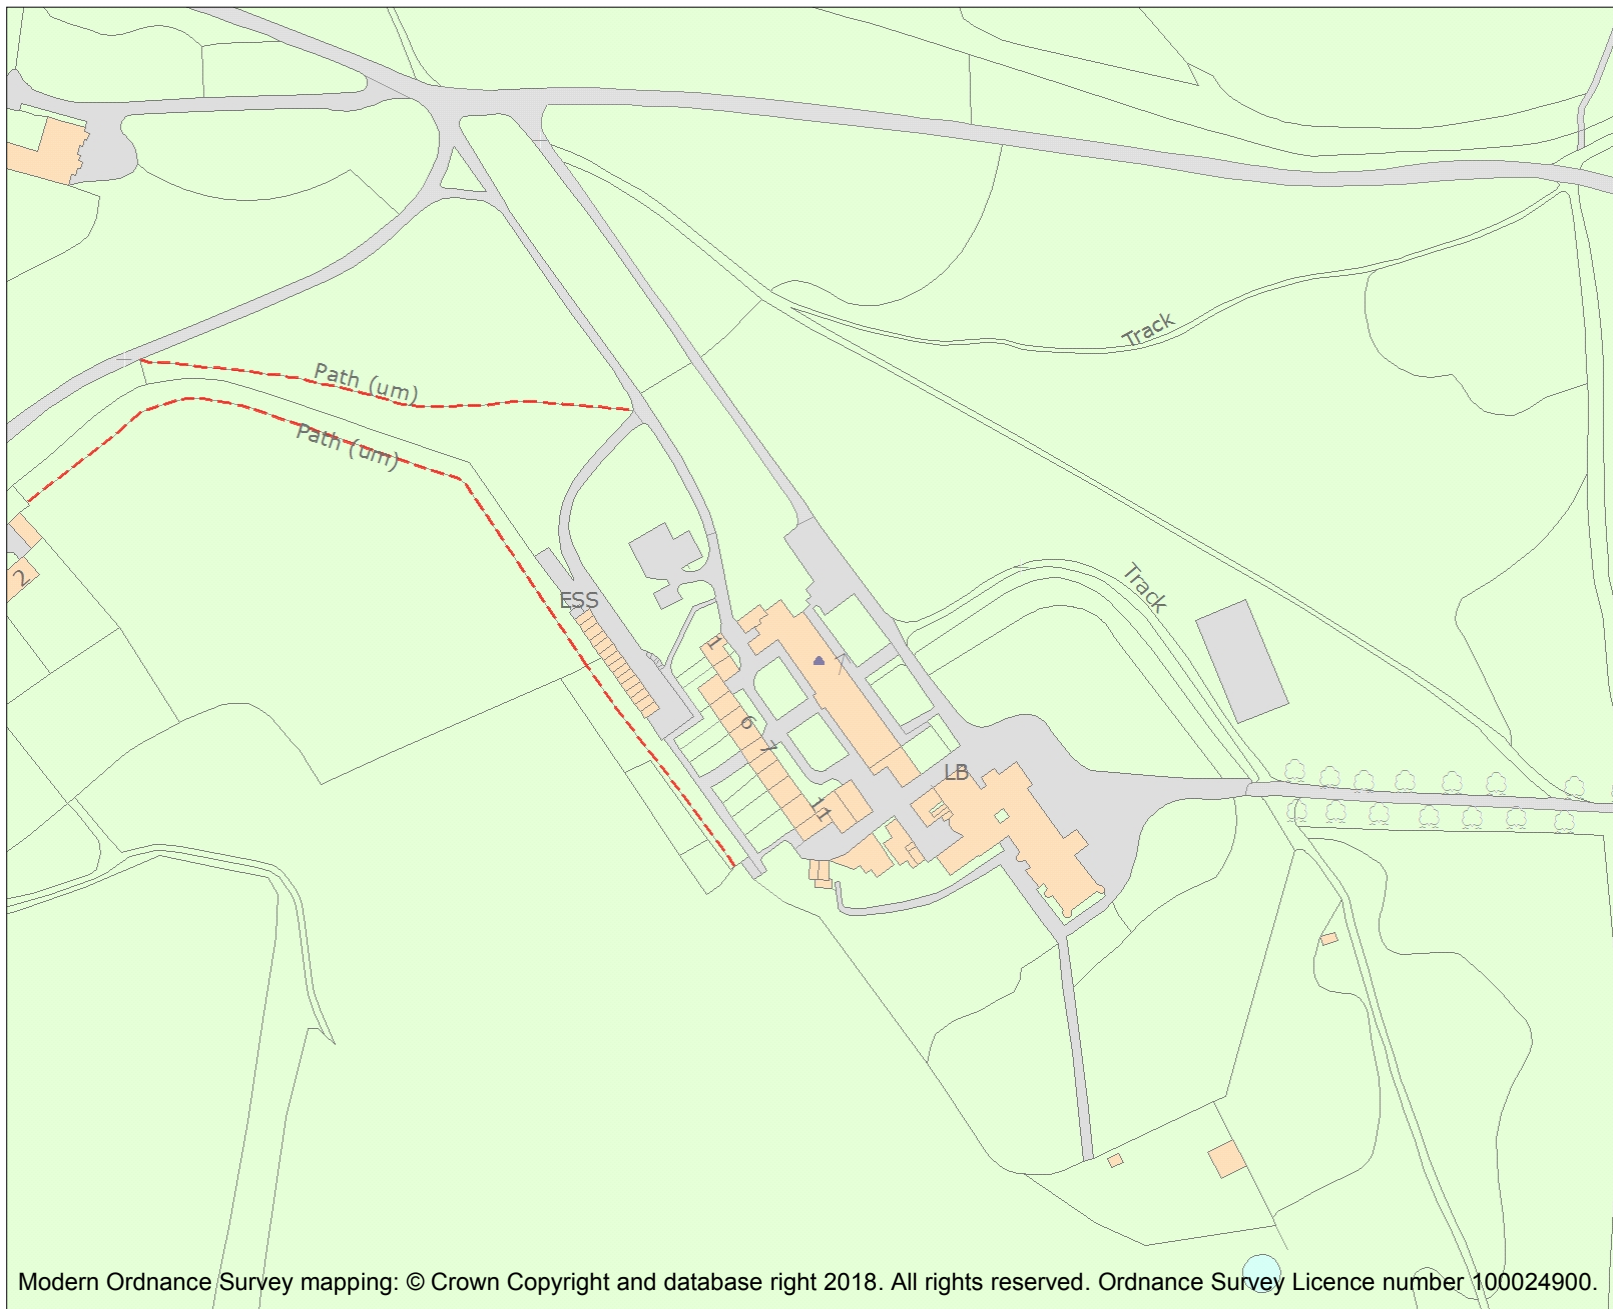 Track
Path (um)
Path (um)
Track
2
ESS
1
6
7
LB
11
Modern Ordnance Survey mapping: © Crown Copyright and database right 2018. All rights reserved. Ordnance Survey Licence number 100024900.